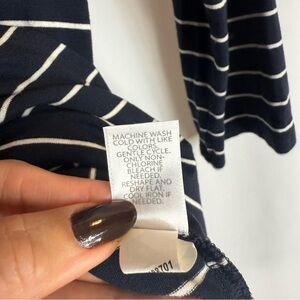 MACHINE WASH
COLD WITH LIKE
COLORS.
GENTLE CYCLE.
ONLY NON-
CHLORINE
BLEACH IF
NEEDED.
RESHAPE AND
DRY FLAT.
COOL IRON IF
NEEDED.
8701